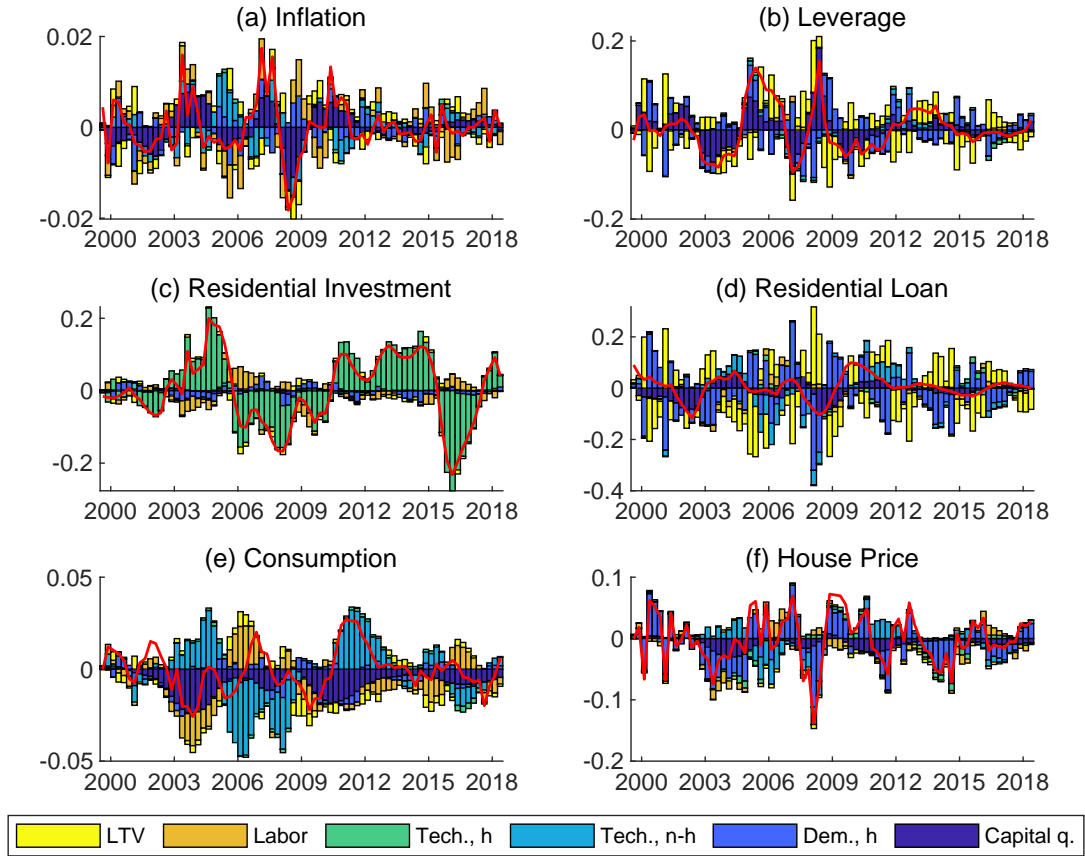 (a) Inflation
0.02
0
-0.02
2000 2003 2006 2009 2012 2015 2018
(b) Leverage
0.2
0
-0.2
2000 2003 2006 2009 2012 2015 2018
(c) Residential Investment
0.2
0
-0.2
2000 2003 2006 2009 2012 2015 2018
(d) Residential Loan
0.2
0
-0.2
-0.4
2000 2003 2006 2009 2012 2015 2018
(e) Consumption
0.05
0
-0.05
2000 2003 2006 2009 2012 2015 2018
(f) House Price
0.1
0
-0.1
-0.2
2000 2003 2006 2009 2012 2015 2018
LTV Labor Tech., h Tech., n-h Dem., h Capital q.